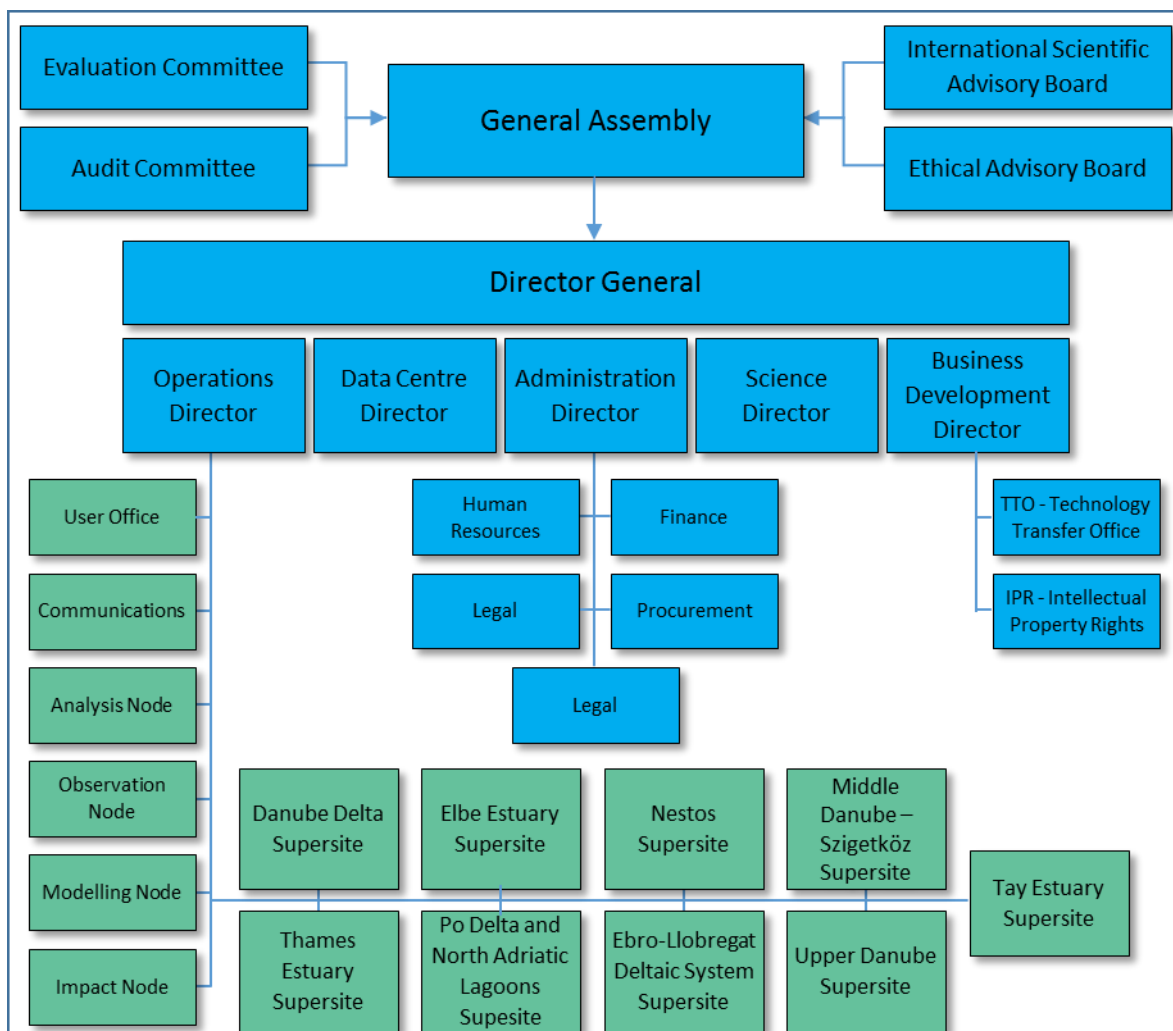 Evaluation Committee
Audit Committee
General Assembly
International Scientific
Advisory Board
Ethical Advisory Board
Director General
Operations
Director
Data Centre
Director
Administration
Director
Science
Director
Business
Development
Director
User Office
Communications
Analysis Node
Observation
Node
Modelling Node
Impact Node
Human
Resources
Finance
Legal
Procurement
Legal
TTO - Technology
Transfer Office
IPR - Intellectual
Property Rights
Danube Delta
Supersite
Elbe Estuary
Supersite
Nestos
Supersite
Middle
Danube –
Szigetköz
Supersite
Tay Estuary
Supersite
Thames
Estuary
Supersite
Po Delta and
North Adriatic
Lagoons
Supesite
Ebro-Llobregat
Deltaic System
Supersite
Upper Danube
Supersite